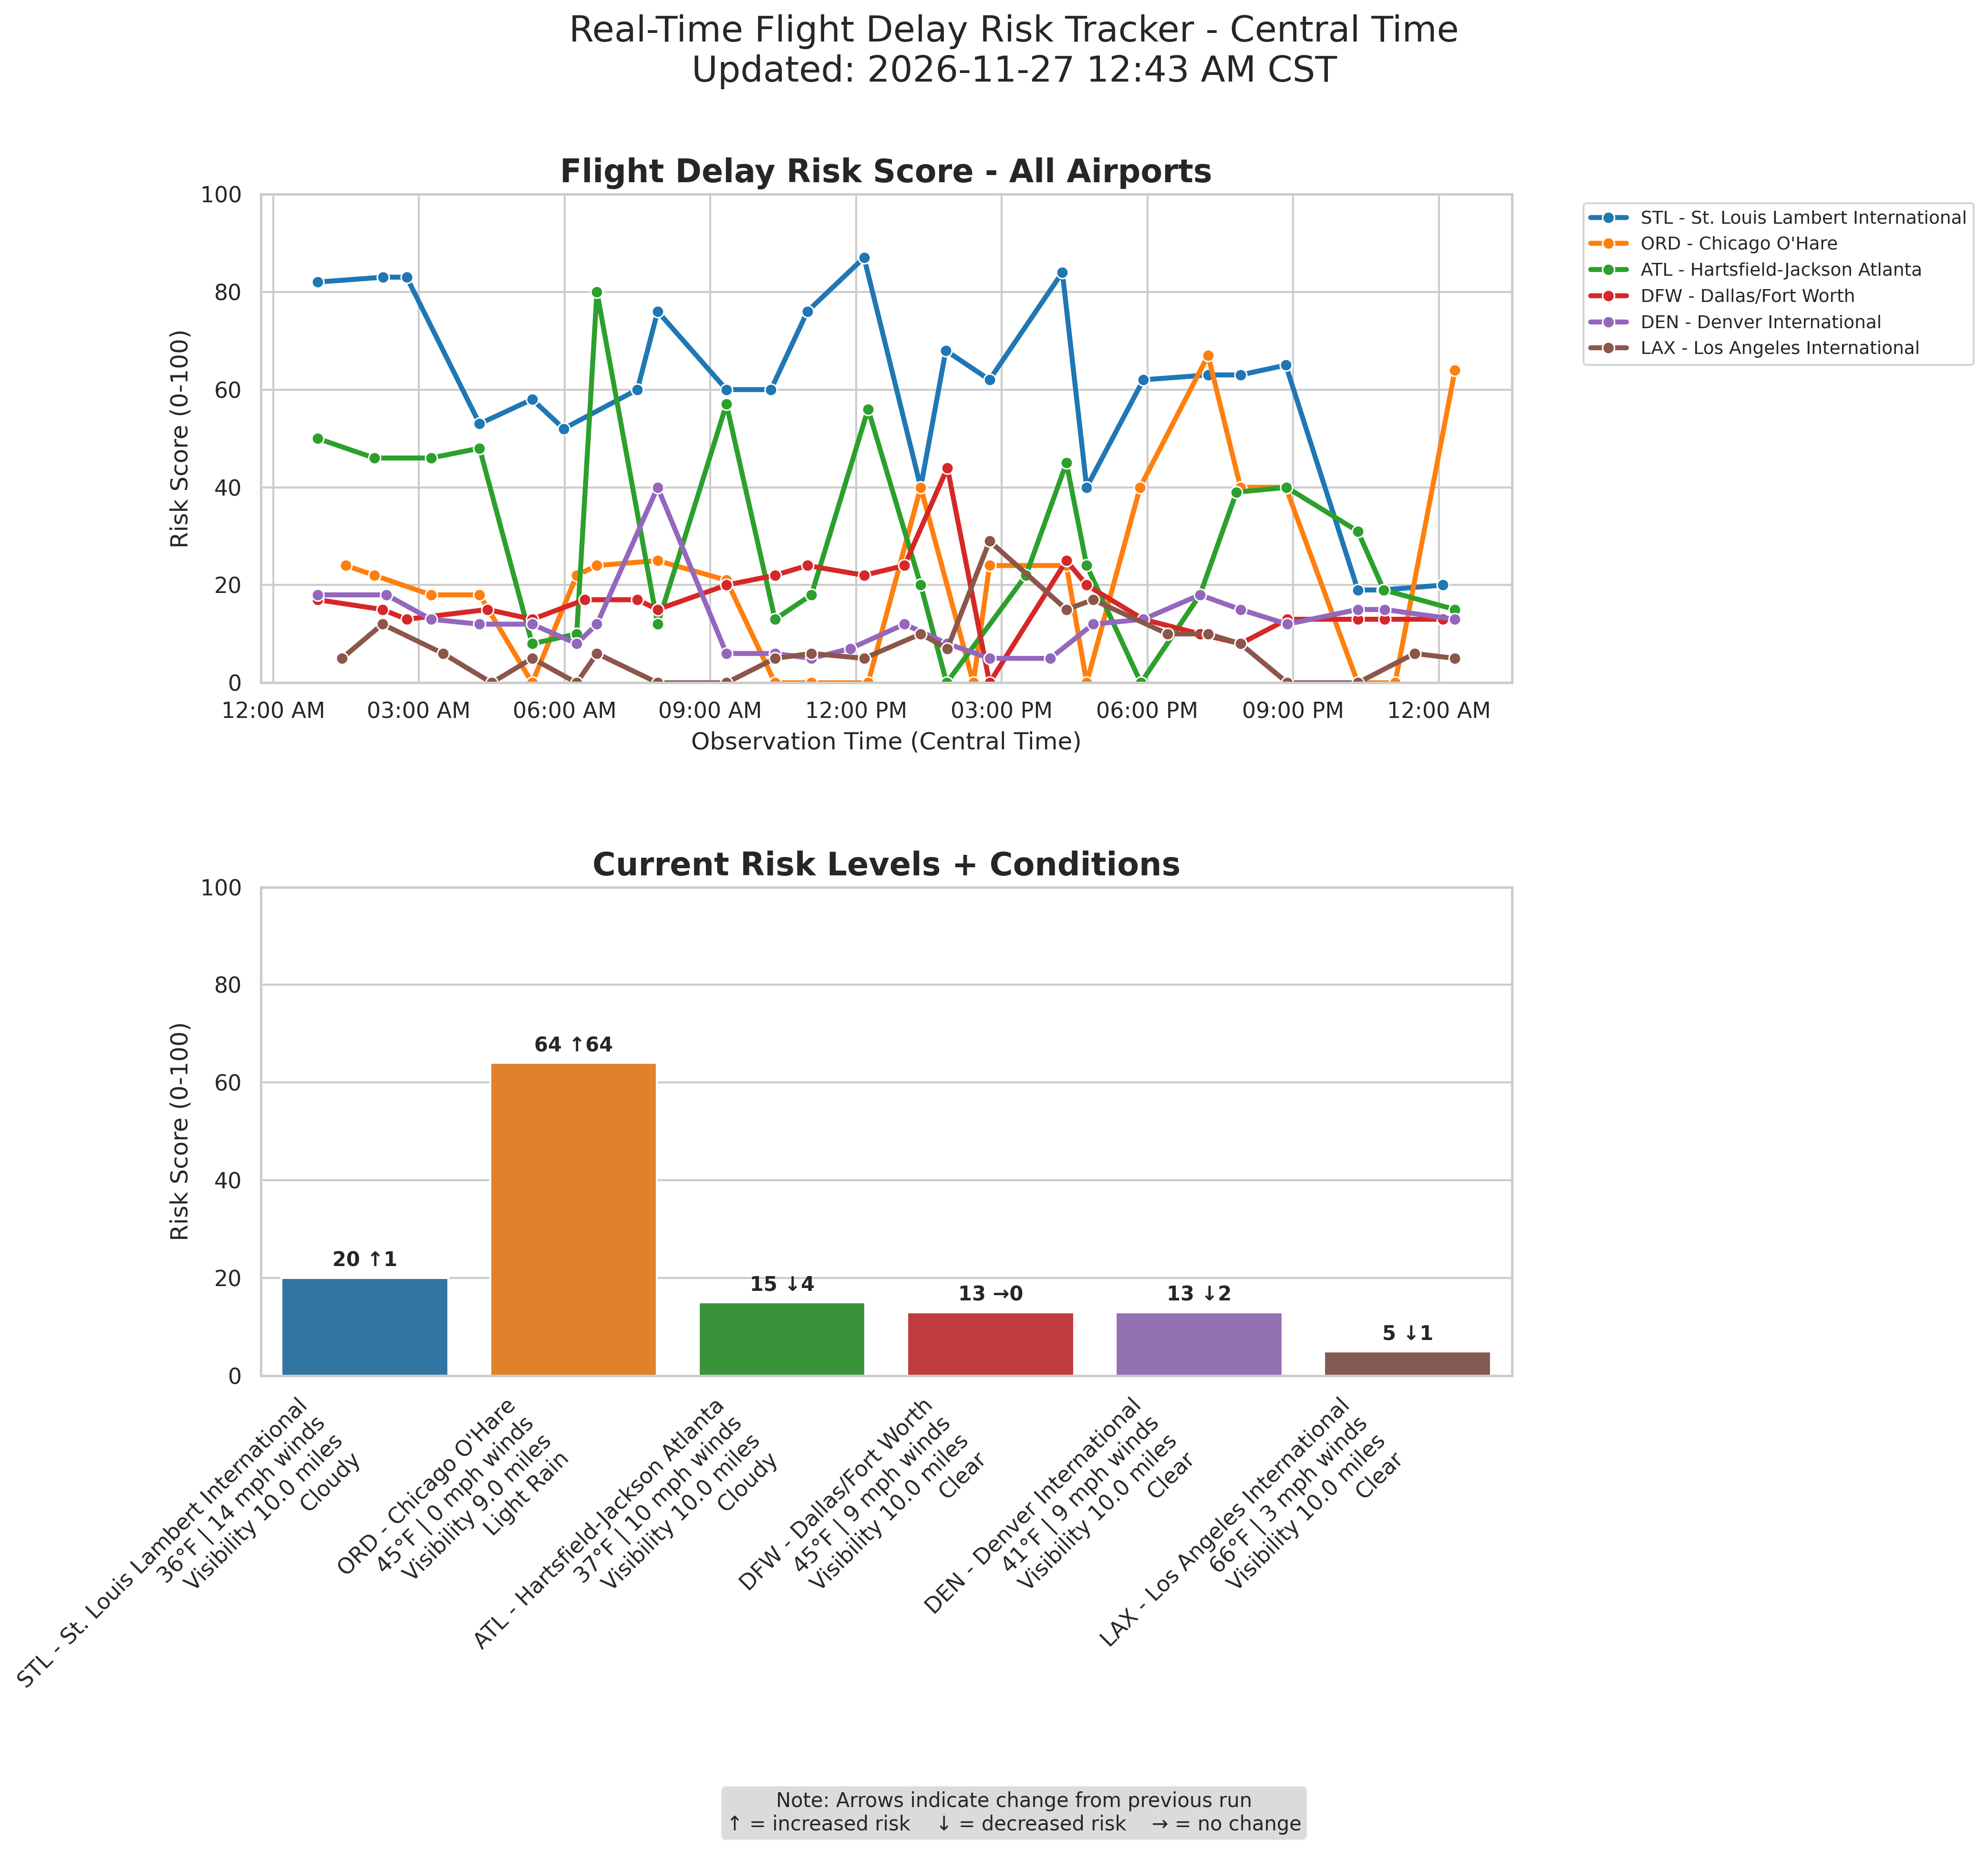 Real-Time Flight Delay Risk Tracker - Central Time
Updated: 2026-11-27 12:43 AM CST
Flight Delay Risk Score - All Airports
Risk Score (0-100)
100
80
60
40
20
0
12:00 AM
03:00 AM
06:00 AM
09:00 AM
12:00 PM
03:00 PM
06:00 PM
09:00 PM
12:00 AM
Observation Time (Central Time)
STL - St. Louis Lambert International
ORD - Chicago O'Hare
ATL - Hartsfield-Jackson Atlanta
DFW - Dallas/Fort Worth
DEN - Denver International
LAX - Los Angeles International
Current Risk Levels + Conditions
Risk Score (0-100)
100
80
60
40
20
0
20 ↑1
64 ↑64
15 ↓4
13 →0
13 ↓2
5 ↓1
STL - St. Louis Lambert International
36°F | 14 mph winds
Visibility 10.0 miles
Cloudy
ORD - Chicago O'Hare
45°F | 0 mph winds
Visibility 9.0 miles
Light Rain
ATL - Hartsfield-Jackson Atlanta
37°F | 10 mph winds
Visibility 10.0 miles
Cloudy
DFW - Dallas/Fort Worth
45°F | 9 mph winds
Visibility 10.0 miles
Clear
DEN - Denver International
41°F | 9 mph winds
Visibility 10.0 miles
Clear
LAX - Los Angeles International
66°F | 3 mph winds
Visibility 10.0 miles
Clear
Note: Arrows indicate change from previous run
↑ = increased risk ↓ = decreased risk → = no change